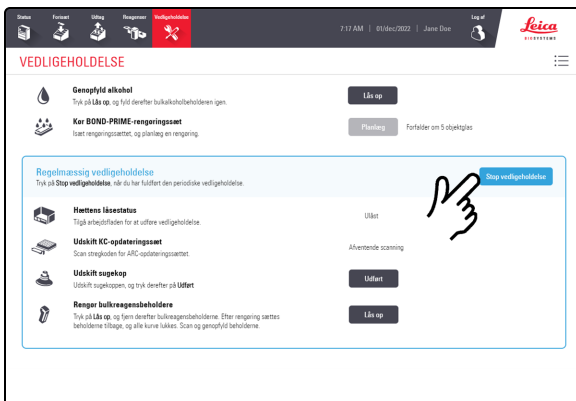 Status
Forisæt
Udtag
Reagenser
Vedligeholdelse
7:17 AM | 01/dec/2022 | Jane Doe
Log af
Leica
BIOSYSTEMS
VEDLIGEHOLDELSE
Genopfyld alkohol
Tryk på Lås op, og fyld derefter bulkalkoholbeholderen igen.
Lås op
Kør BOND-PRIME-rengøringssæt
Isæt rengøringssættet, og planlæg en rengøring.
Planlæg
Forfalder om 5 objektglas
Regelmæssig vedligeholdelse
Tryk på Stop vedligeholdelse, når du har fuldført den periodiske vedligeholdelse.
Stop vedligeholdelse
Hættens låsestatus
Tilgå arbejdsfladen for at udføre vedligeholdelse.
Ulåst
Udskift KC-opdateringssæt
Scan stregkoden for ARC-opdateringssættet.
Afventende scanning
Udskift sugekop
Udskift sugekoppen, og tryk derefter på Udført
Udført
Rengør bulkreagensbeholdere
Tryk på Lås op, og fjern derefter bulkreagensbeholderne. Efter rengøring sættes
beholderne tilbage, og alle kurve lukkes. Scan og genopfyld beholderne.
Lås op